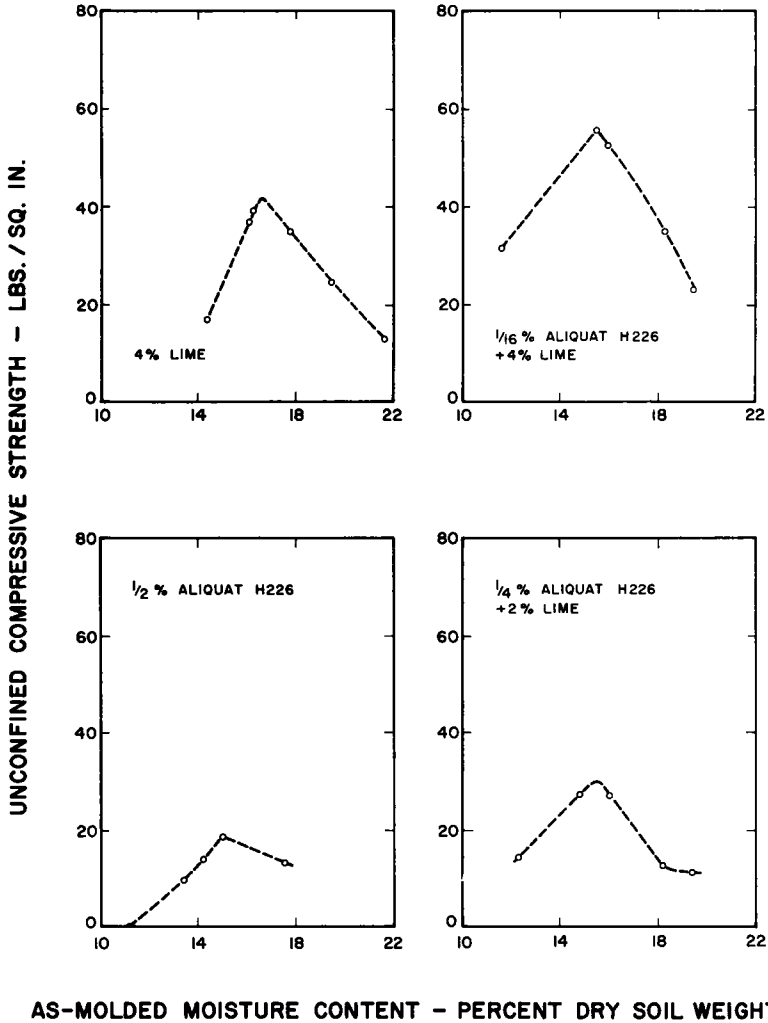 UNCONFINED COMPRESSIVE STRENGTH – LBS. / SQ. IN.
80
60
40
20
0
10 14 18 22
4% LIME
80
60
40
20
0
10 14 18 22
1/16 % ALIQUAT H226
+4% LIME
80
60
40
20
0
10 14 18 22
1/2 % ALIQUAT H226
80
60
40
20
0
10 14 18 22
1/4 % ALIQUAT H226
+2% LIME
AS-MOLDED MOISTURE CONTENT – PERCENT DRY SOIL WEIGHT